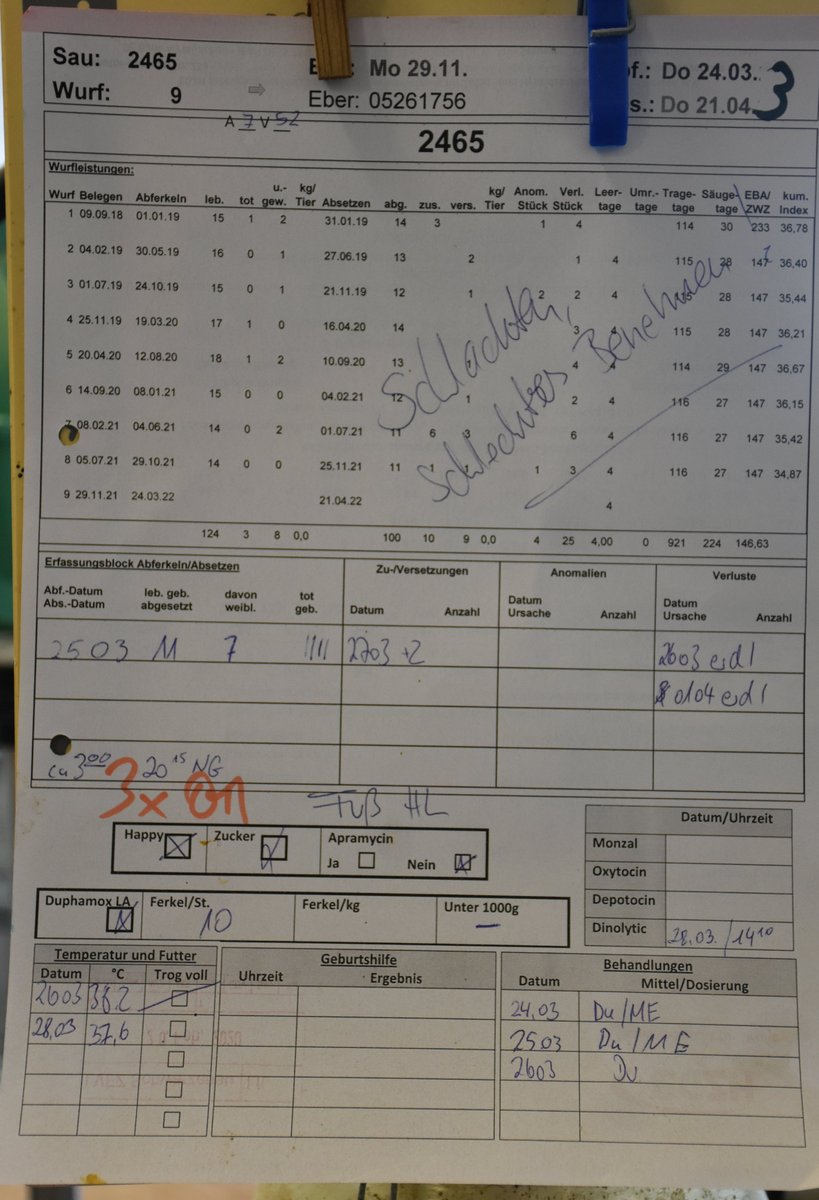 Sau: 2465 Mo 29.11. f.: Do 24.03. 3
Wurf: 9 ⇨ Eber: 05261756 s.: Do 21.04.
A 7 V 52
2465
Wurfleistungen:
Wurf Belegen Abferkeln leb. tot u.-gew. kg/Tier Absetzen abg. zus. vers. kg/Tier Anom. Stück Verl. Stück Leer-tage Umr.-tage Trage-tage Säuge-tage EBA/ZWZ kum. Index
1 09.09.18 01.01.19 15 1 2 31.01.19 14 3 1 4 114 30 233 36,78
2 04.02.19 30.05.19 16 0 1 27.06.19 13 2 1 4 115 28 147 36,40
3 01.07.19 24.10.19 15 0 1 21.11.19 12 1 2 2 4 115 28 147 35,44
4 25.11.19 19.03.20 17 1 0 16.04.20 14 3 4 115 28 147 36,21
5 20.04.20 12.08.20 18 1 2 10.09.20 13 1 4 4 114 29 147 36,67
6 14.09.20 08.01.21 15 0 0 04.02.21 12 1 2 4 116 27 147 36,15
7 08.02.21 04.06.21 14 0 2 01.07.21 11 6 3 6 4 116 27 147 35,42
8 05.07.21 29.10.21 14 0 0 25.11.21 11 1 1 3 4 116 27 147 34,87
9 29.11.21 24.03.22 21.04.22 4
124 3 8 0,0 100 10 9 0,0 4 25 4,00 0 921 224 146,63
Schlachten,
Schlechtes Benehmen
Erfassungsblock Abferkeln/Absetzen Zu-/Versetzungen Anomalien Verluste
Abf.-Datum leb. geb. davon tot Datum Datum
Abs.-Datum abgesetzt weibl. geb. Datum Anzahl Ursache Anzahl Ursache Anzahl
2503 11 7 //// 2703 +2 2603 erd 1
0104 erd 1
ca 3 00 20 15 NG
3x Fuß HL
Happy Zucker Apramycin
Ja Nein
Datum/Uhrzeit
Monzal
Oxytocin
Depotocin
Dinolytic 28.03. / 14 10
Duphamox LA Ferkel/St. Ferkel/kg Unter 1000g
10 –
Temperatur und Futter Geburtshilfe Behandlungen
Datum °C Trog voll Uhrzeit Ergebnis Datum Mittel/Dosierung
2603 38,2 24,03 Du/ME
28,03 37,6 2503 Du/ME
2603 Du